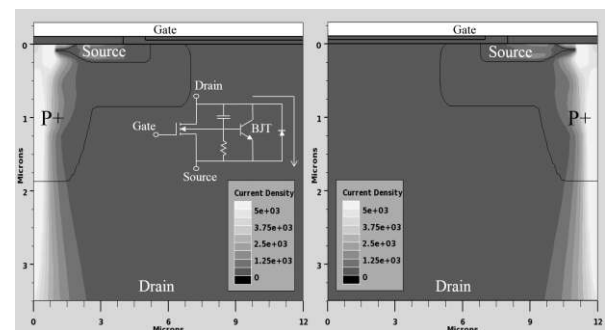 Gate
Gate
0
Source
Source
0
Drain
P+
P+
1
1
Gate
BJT
Source
Microns
Microns
2
2
Current Density
5e+03
3.75e+03
2.5e+03
1.25e+03
0
Current Density
5e+03
3.75e+03
2.5e+03
1.25e+03
0
3
3
Drain
Drain
0
3
6
9
12
0
3
6
9
12
Microns
Microns